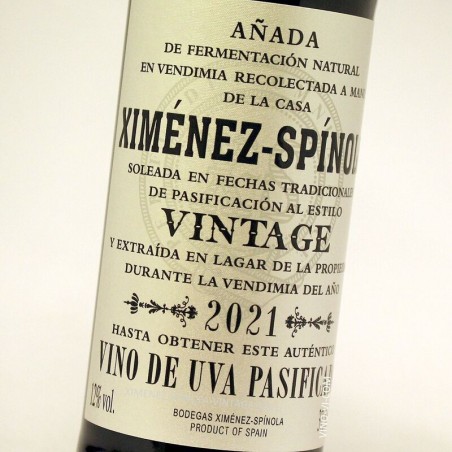 AÑADA
DE FERMENTACIÓN NATURAL
EN VENDIMIA RECOLECTADA A MANO
DE LA CASA
XIMÉNEZ-SPÍNOL
SOLEADA EN FECHAS TRADICIONALES
DE PASIFICACIÓN AL ESTILO
VINTAGE
Y EXTRAÍDA EN LAGAR DE LA PROPIE
DURANTE LA VENDIMIA DEL AÑO
2021
HASTA OBTENER ESTE AUTÉNTICO
VINO DE UVA PASIFICA
12% vol.
BODEGAS XIMÉNEZ-SPÍNOLA
PRODUCT OF SPAIN